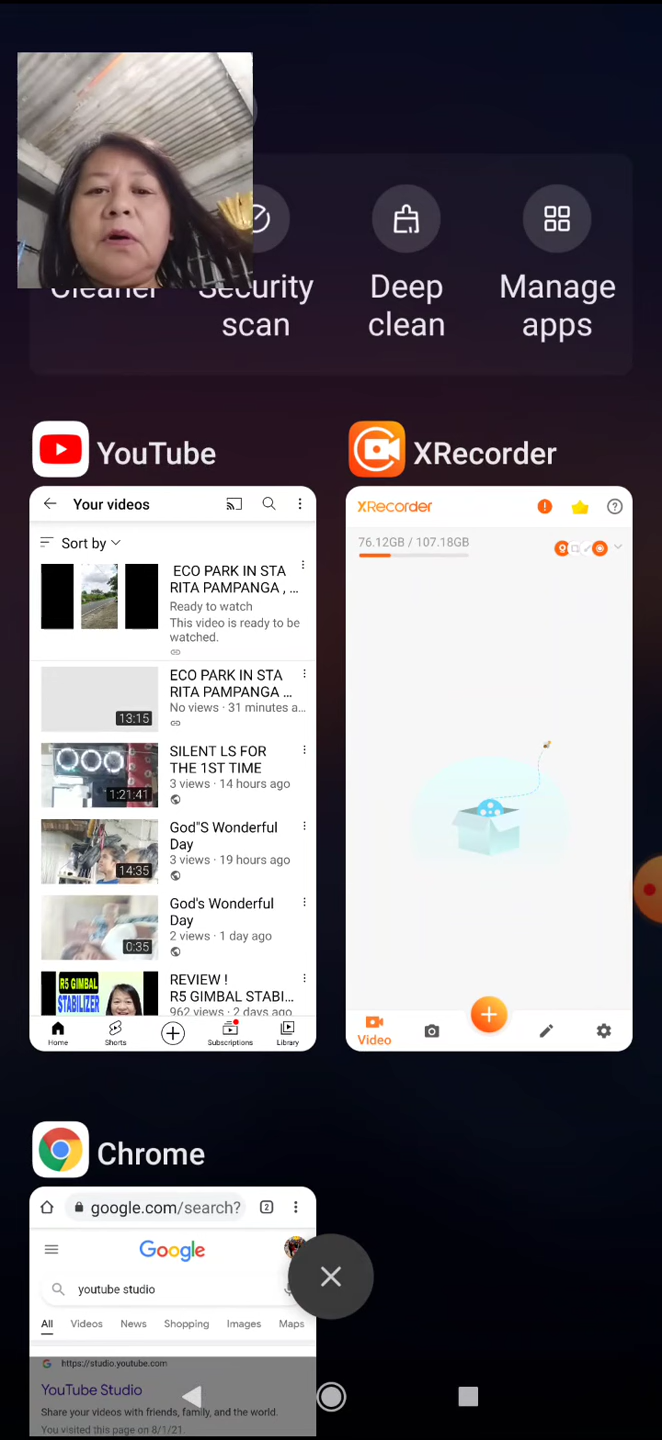 Cleaner
Security
scan
Deep
clean
Manage
apps
YouTube
Your videos
Sort by
ECO PARK IN STA
RITA PAMPANGA , ...
Ready to watch
This video is ready to be
watched.
13:15
ECO PARK IN STA
RITA PAMPANGA ...
No views · 31 minutes a...
1:21:41
SILENT LS FOR
THE 1ST TIME
3 views · 14 hours ago
14:35
God"S Wonderful
Day
3 views · 19 hours ago
0:35
God's Wonderful
Day
2 views · 1 day ago
R5 GIMBAL
STABILIZER
REVIEW !
R5 GIMBAL STABI...
962 views · 2 days ago
Home
Shorts
Subscriptions
Library
XRecorder
XRecorder
76.12GB / 107.18GB
Video
Chrome
google.com/search?
2
Google
youtube studio
All
Videos
News
Shopping
Images
Maps
https://studio.youtube.com
YouTube Studio
Share your videos with friends, family, and the world.
You visited this page on 8/1/21.